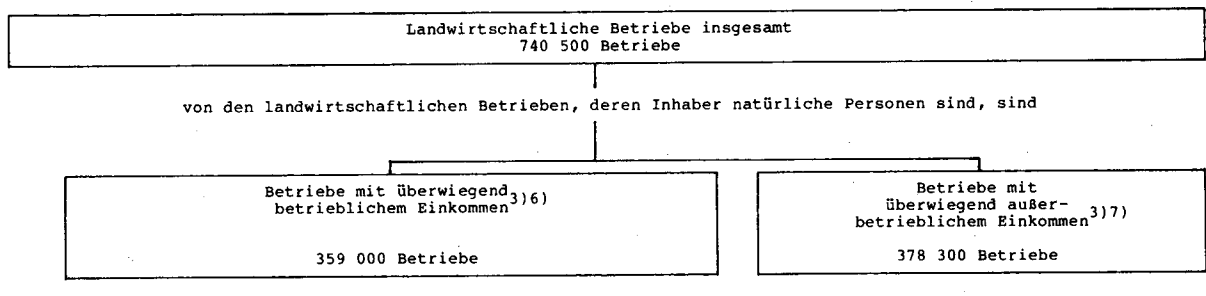 Landwirtschaftliche Betriebe insgesamt
740 500 Betriebe
von den landwirtschaftlichen Betrieben, deren Inhaber natürliche Personen sind, sind
Betriebe mit überwiegend
betrieblichem Einkommen3)6)
359 000 Betriebe
Betriebe mit
überwiegend außer-
betrieblichem Einkommen3)7)
378 300 Betriebe